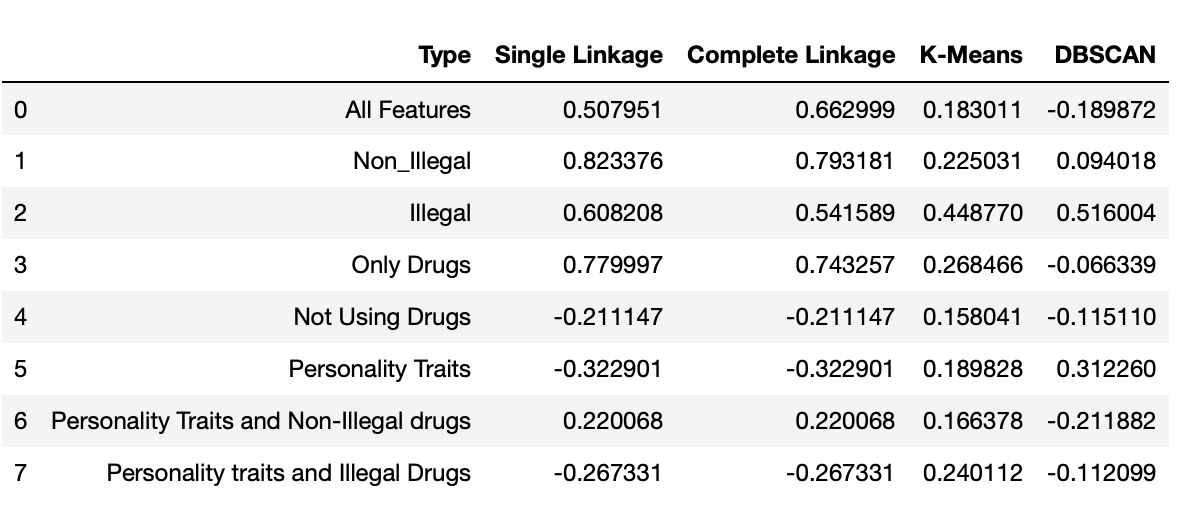 Type Single Linkage Complete Linkage K-Means DBSCAN
0 All Features 0.507951 0.662999 0.183011 -0.189872
1 Non_Illegal 0.823376 0.793181 0.225031 0.094018
2 Illegal 0.608208 0.541589 0.448770 0.516004
3 Only Drugs 0.779997 0.743257 0.268466 -0.066339
4 Not Using Drugs -0.211147 -0.211147 0.158041 -0.115110
5 Personality Traits -0.322901 -0.322901 0.189828 0.312260
6 Personality Traits and Non-Illegal drugs 0.220068 0.220068 0.166378 -0.211882
7 Personality traits and Illegal Drugs -0.267331 -0.267331 0.240112 -0.112099